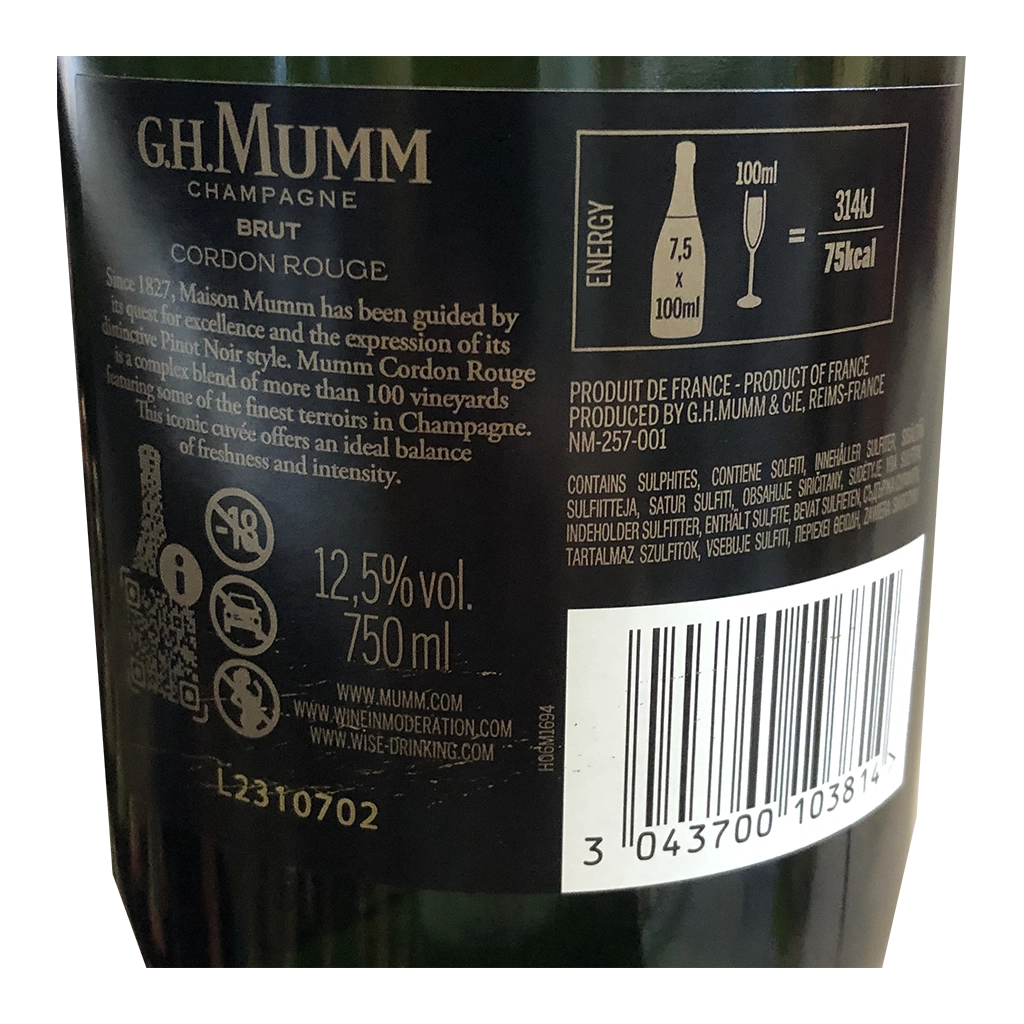 G.H.MUMM
CHAMPAGNE
BRUT
CORDON ROUGE
Since 1827, Maison Mumm has been guided by
its quest for excellence and the expression of its
distinctive Pinot Noir style. Mumm Cordon Rouge
is a complex blend of more than 100 vineyards
featuring some of the finest terroirs in Champagne.
This iconic cuvée offers an ideal balance
of freshness and intensity.
-18
i
12,5% vol.
750 ml
WWW.MUMM.COM
WWW.WINEINMODERATION.COM
WWW.WISE-DRINKING.COM
L2310702
H06M1694
ENERGY
7,5
x
100ml
100ml
=
314kJ
75kcal
PRODUIT DE FRANCE - PRODUCT OF FRANCE
PRODUCED BY G.H.MUMM & CIE, REIMS-FRANCE
NM-257-001
CONTAINS SULPHITES, CONTIENE SOLFITI, INNEHÅLLER SULFITER,
SULFIITTEJA, SATUR SULFITI, OBSAHUJE SIŘIČITANY, SUDĖTYJE YRA
INDEHOLDER SULFITTER, ENTHÄLT SULFITE, BEVAT SULFIETEN,
TARTALMAZ SZULFITOK, VSEBUJE SULFITI, ΠΕΡΙΕΧΕΙ ΘΕΙΩΔΗ,
3 043700 103814 >